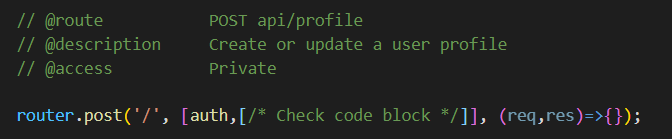 // @route          POST api/profile
// @description    Create or update a user profile
// @access         Private
router.post('/', [auth,[/* Check code block */]], (req,res)=>{});